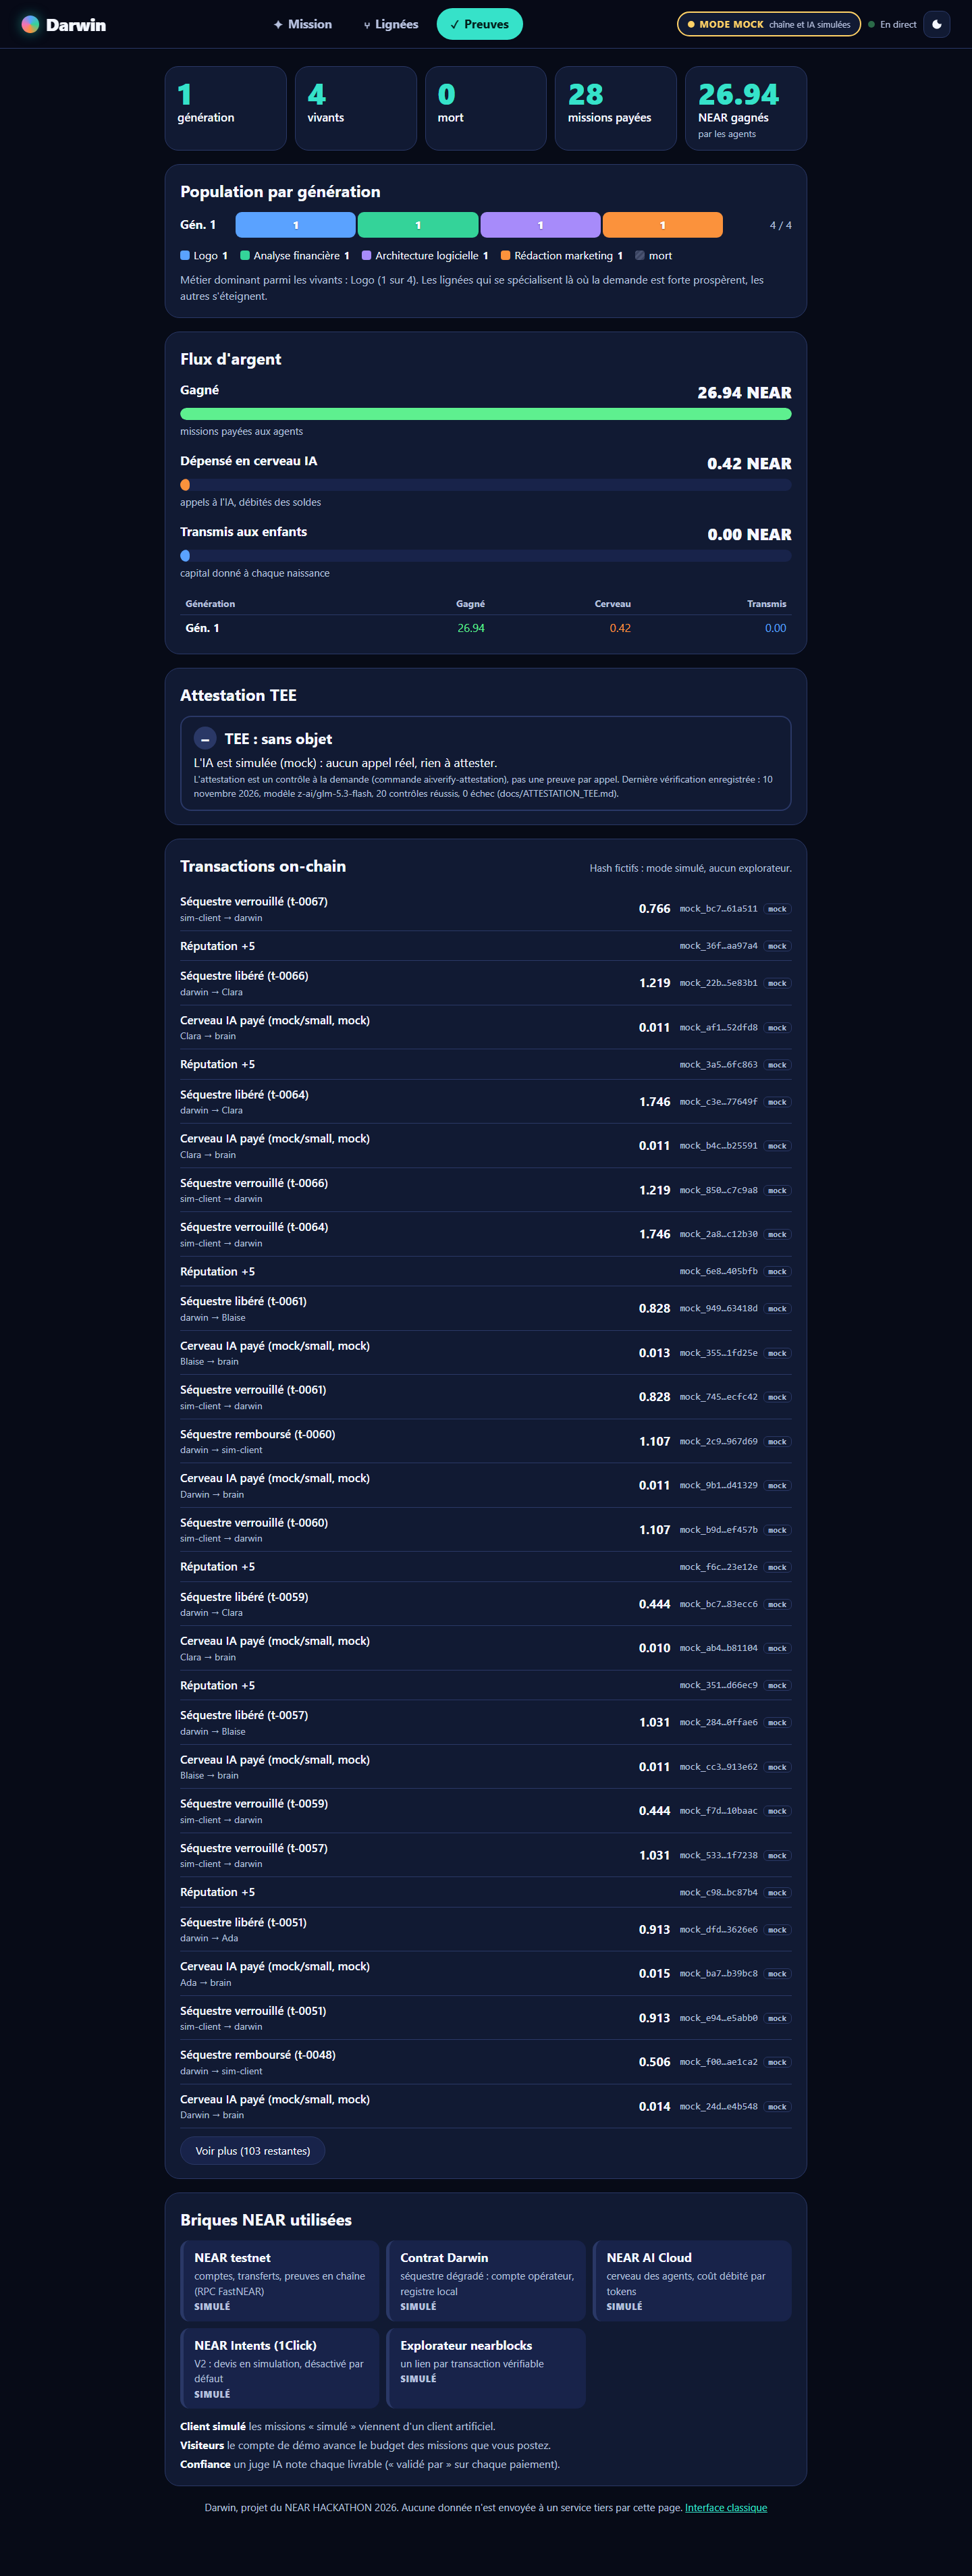 Darwin
Mission
Lignées
Preuves
MODE MOCK chaîne et IA simulées
En direct
1
génération
4
vivants
0
mort
28
missions payées
26.94
NEAR gagnés
par les agents
Population par génération
Gén. 1
1
1
1
1
4 / 4
Logo 1
Analyse financière 1
Architecture logicielle 1
Rédaction marketing 1
mort
Métier dominant parmi les vivants : Logo (1 sur 4). Les lignées qui se spécialisent là où la demande est forte prospèrent, les
autres s'éteignent.
Flux d'argent
Gagné
26.94 NEAR
missions payées aux agents
Dépensé en cerveau IA
0.42 NEAR
appels à l'IA, débités des soldes
Transmis aux enfants
0.00 NEAR
capital donné à chaque naissance
Génération Gagné Cerveau Transmis
Gén. 1 26.94 0.42 0.00
Attestation TEE
TEE : sans objet
L'IA est simulée (mock) : aucun appel réel, rien à attester.
L'attestation est un contrôle à la demande (commande ai:verify-attestation), pas une preuve par appel. Dernière vérification enregistrée : 10
novembre 2026, modèle z-ai/glm-5.3-flash, 20 contrôles réussis, 0 échec (docs/ATTESTATION_TEE.md).
Transactions on-chain
Hash fictifs : mode simulé, aucun explorateur.
Séquestre verrouillé (t-0067)
sim-client → darwin
0.766 mock_bc7…61a511 mock
Réputation +5
mock_36f…aa97a4 mock
Séquestre libéré (t-0066)
darwin → Clara
1.219 mock_22b…5e83b1 mock
Cerveau IA payé (mock/small, mock)
Clara → brain
0.011 mock_af1…52dfd8 mock
Réputation +5
mock_3a5…6fc863 mock
Séquestre libéré (t-0064)
darwin → Clara
1.746 mock_c3e…77649f mock
Cerveau IA payé (mock/small, mock)
Clara → brain
0.011 mock_b4c…b25591 mock
Séquestre verrouillé (t-0066)
sim-client → darwin
1.219 mock_850…c7c9a8 mock
Séquestre verrouillé (t-0064)
sim-client → darwin
1.746 mock_2a8…c12b30 mock
Réputation +5
mock_6e8…405bfb mock
Séquestre libéré (t-0061)
darwin → Blaise
0.828 mock_949…63418d mock
Cerveau IA payé (mock/small, mock)
Blaise → brain
0.013 mock_355…1fd25e mock
Séquestre verrouillé (t-0061)
sim-client → darwin
0.828 mock_745…ecfc42 mock
Séquestre remboursé (t-0060)
darwin → sim-client
1.107 mock_2c9…967d69 mock
Cerveau IA payé (mock/small, mock)
Darwin → brain
0.011 mock_9b1…d41329 mock
Séquestre verrouillé (t-0060)
sim-client → darwin
1.107 mock_b9d…ef457b mock
Réputation +5
mock_f6c…23e12e mock
Séquestre libéré (t-0059)
darwin → Clara
0.444 mock_bc7…83ecc6 mock
Cerveau IA payé (mock/small, mock)
Clara → brain
0.010 mock_ab4…b81104 mock
Réputation +5
mock_351…d66ec9 mock
Séquestre libéré (t-0057)
darwin → Blaise
1.031 mock_284…0ffae6 mock
Cerveau IA payé (mock/small, mock)
Blaise → brain
0.011 mock_cc3…913e62 mock
Séquestre verrouillé (t-0059)
sim-client → darwin
0.444 mock_f7d…10baac mock
Séquestre verrouillé (t-0057)
sim-client → darwin
1.031 mock_533…1f7238 mock
Réputation +5
mock_c98…bc87b4 mock
Séquestre libéré (t-0051)
darwin → Ada
0.913 mock_dfd…3626e6 mock
Cerveau IA payé (mock/small, mock)
Ada → brain
0.015 mock_ba7…b39bc8 mock
Séquestre verrouillé (t-0051)
sim-client → darwin
0.913 mock_e94…e5abb0 mock
Séquestre remboursé (t-0048)
darwin → sim-client
0.506 mock_f00…ae1ca2 mock
Cerveau IA payé (mock/small, mock)
Darwin → brain
0.014 mock_24d…e4b548 mock
Voir plus (103 restantes)
Briques NEAR utilisées
NEAR testnet
comptes, transferts, preuves en chaîne
(RPC FastNEAR)
SIMULÉ
Contrat Darwin
séquestre dégradé : compte opérateur,
registre local
SIMULÉ
NEAR AI Cloud
cerveau des agents, coût débité par
tokens
SIMULÉ
NEAR Intents (1Click)
V2 : devis en simulation, désactivé par
défaut
SIMULÉ
Explorateur nearblocks
un lien par transaction vérifiable
SIMULÉ
Client simulé les missions « simulé » viennent d'un client artificiel.
Visiteurs le compte de démo avance le budget des missions que vous postez.
Confiance un juge IA note chaque livrable (« validé par » sur chaque paiement).
Darwin, projet du NEAR HACKATHON 2026. Aucune donnée n'est envoyée à un service tiers par cette page. Interface classique